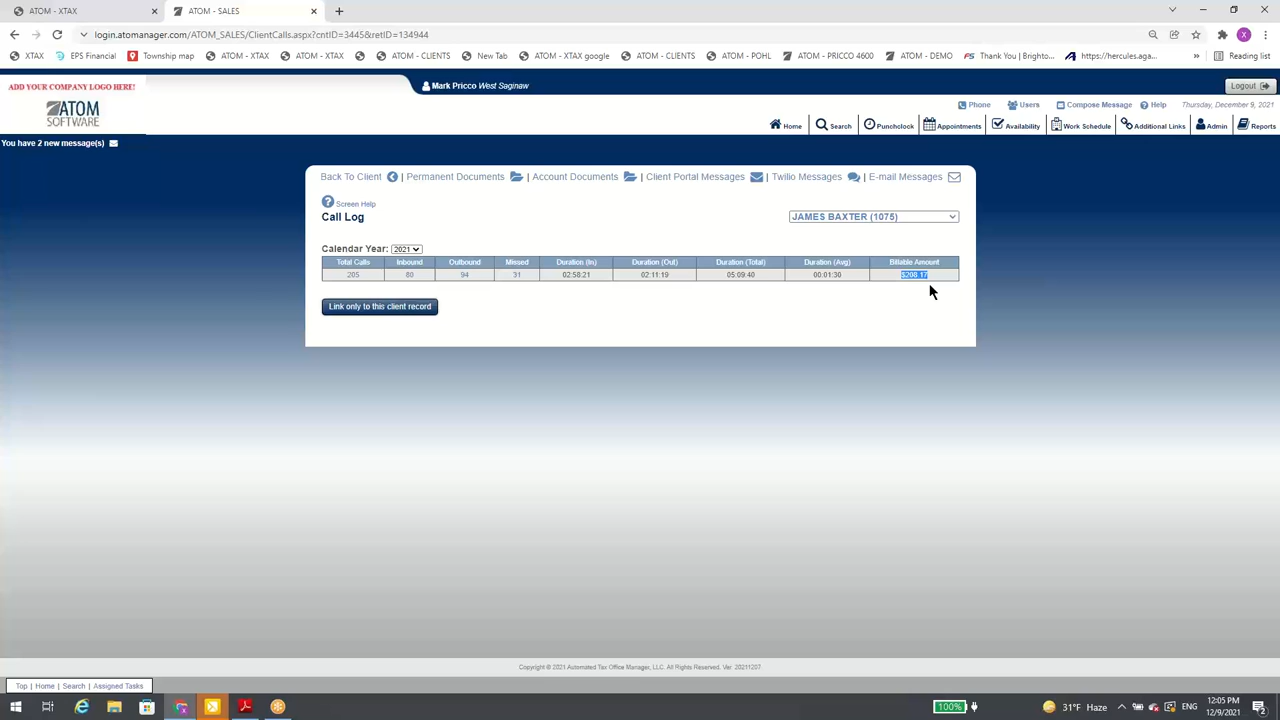 ATOM - XTAX
ATOM - SALES
login.atomanager.com/ATOM_SALES/ClientCalls.aspx?cntID=3445&retID=134944
X
XTAX
EPS Financial
Township map
ATOM - XTAX
ATOM - XTAX
ATOM - CLIENTS
New Tab
ATOM - XTAX google
ATOM - CLIENTS
ATOM - POHL
ATOM - PRICCO 4600
ATOM - DEMO
Thank You | Brighto...
https://hercules.aga...
»
Reading list
ADD YOUR COMPANY LOGO HERE!
ATOM
SOFTWARE
Mark Pricco West Saginaw
Logout
Phone Users Compose Message Help Thursday, December 9, 2021
Home Search Punchclock Appointments Availability Work Schedule Additional Links Admin Reports
You have 2 new message(s)
Back To Client | Permanent Documents | Account Documents | Client Portal Messages | Twilio Messages | E-mail Messages
Screen Help
Call Log
JAMES BAXTER (1075)
Calendar Year: 2021
Total Calls Inbound Outbound Missed Duration (In) Duration (Out) Duration (Total) Duration (Avg) Billable Amount
205 80 94 31 02:58:21 02:11:19 05:09:40 00:01:30 $208.17
Link only to this client record
Copyright © 2021 Automated Tax Office Manager, LLC. All Rights Reserved. Ver. 20211207
Top | Home | Search | Assigned Tasks
100%
31°F Haze
12:05 PM
12/9/2021
2